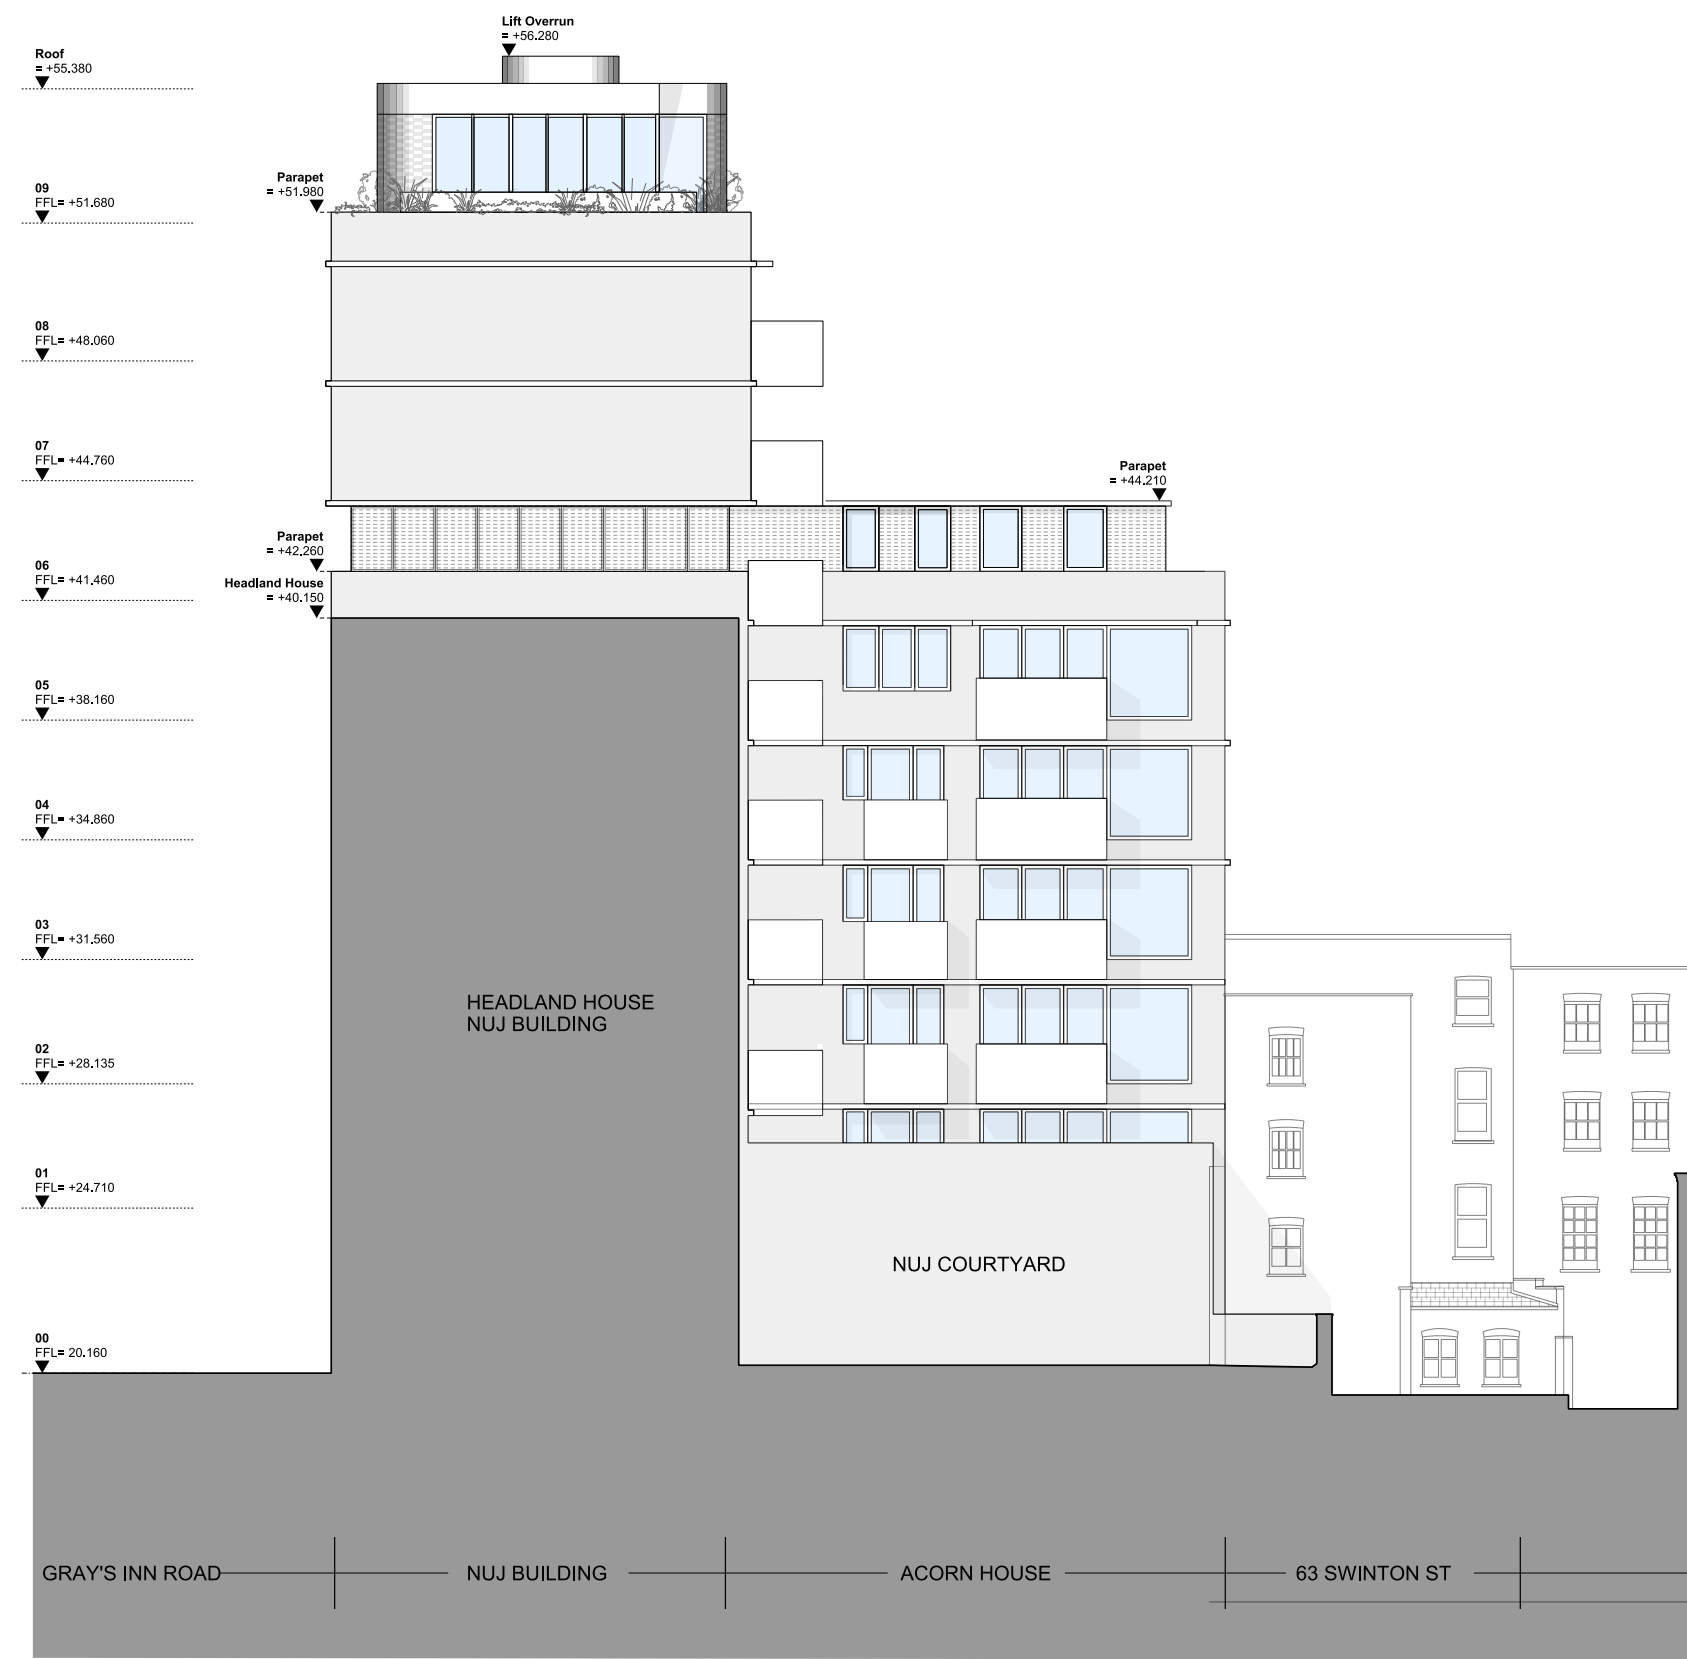 Lift Overrun
= +56.280
Roof
= +55.380
Parapet
= +51.980
09
FFL= +51.680
08
FFL= +48.060
07
FFL= +44.760
Parapet
= +44.210
Parapet
= +42.260
06
FFL= +41.460
Headland House
= +40.150
05
FFL= +38.160
04
FFL= +34.860
03
FFL= +31.560
HEADLAND HOUSE
NUJ BUILDING
02
FFL= +28.135
01
FFL= +24.710
NUJ COURTYARD
00
FFL= 20.160
GRAY'S INN ROAD
NUJ BUILDING
ACORN HOUSE
63 SWINTON ST